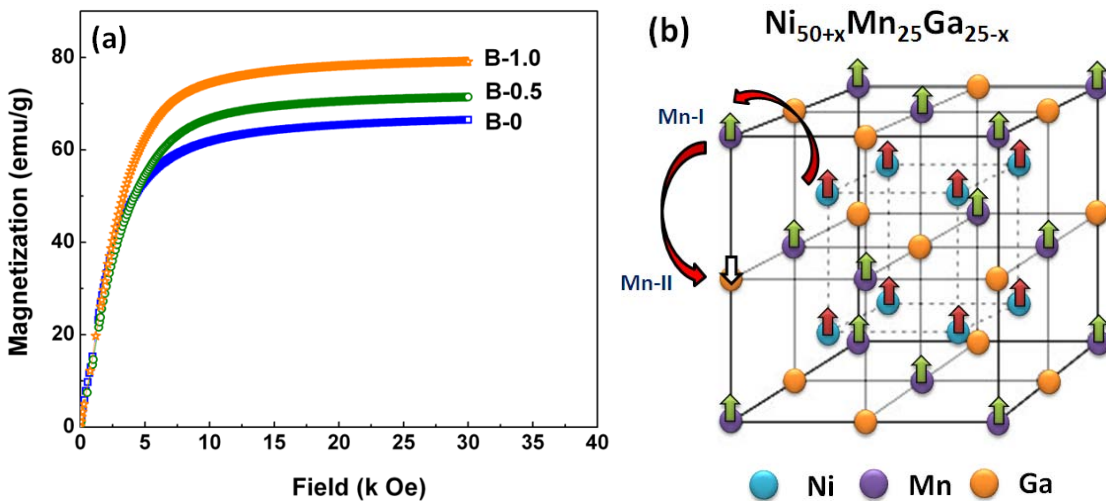 (a)
B-1.0
B-0.5
B-0
80
60
40
20
0
0 5 10 15 20 25 30 35 40
Magnetization (emu/g)
Field (k Oe)
(b)
Ni₅₀₊ₓMn₂₅Ga₂₅₋ₓ
Mn-I
Mn-II
Ni Mn Ga